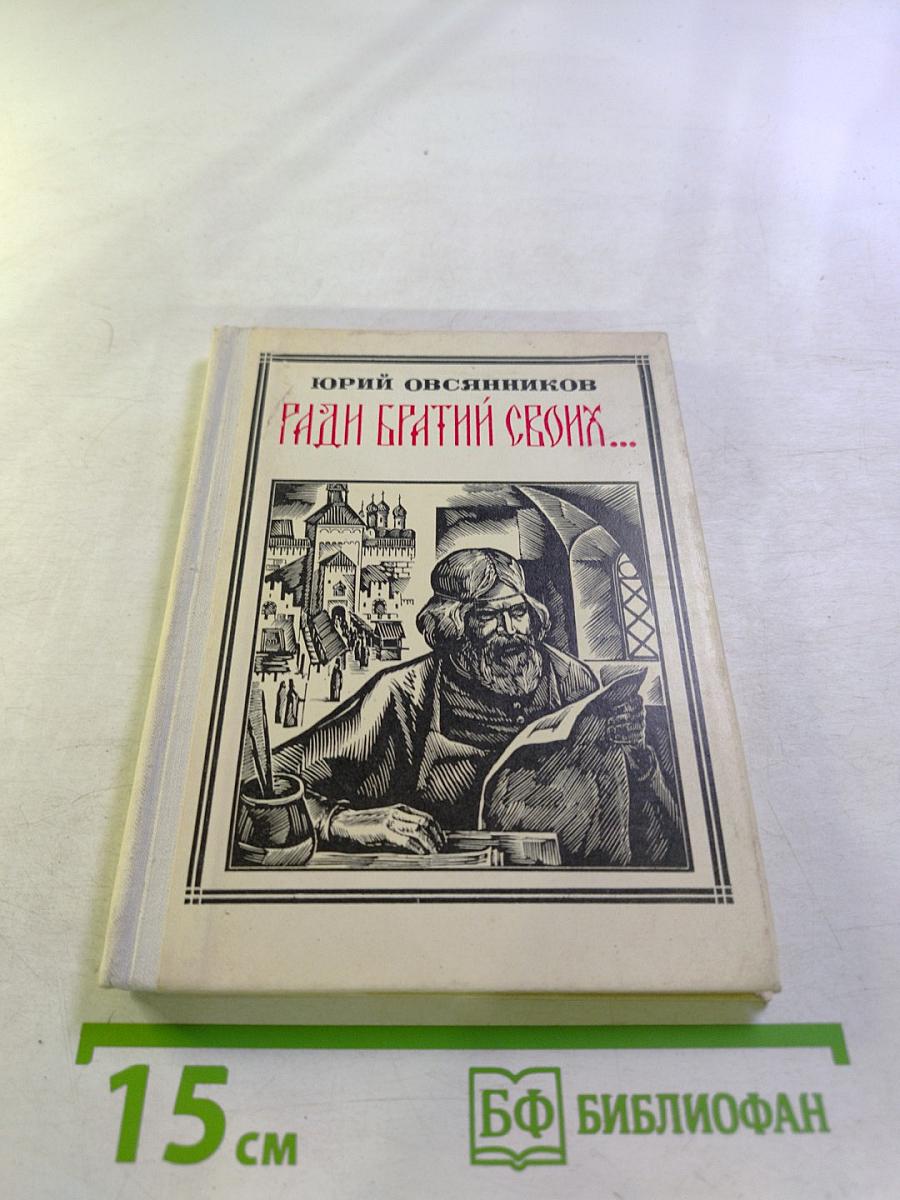 ЮРИЙ ОВСЯННИКОВ
РАДИ БРАТИЙ СВОИХ...
15 см
БФ БИБЛИОФАН